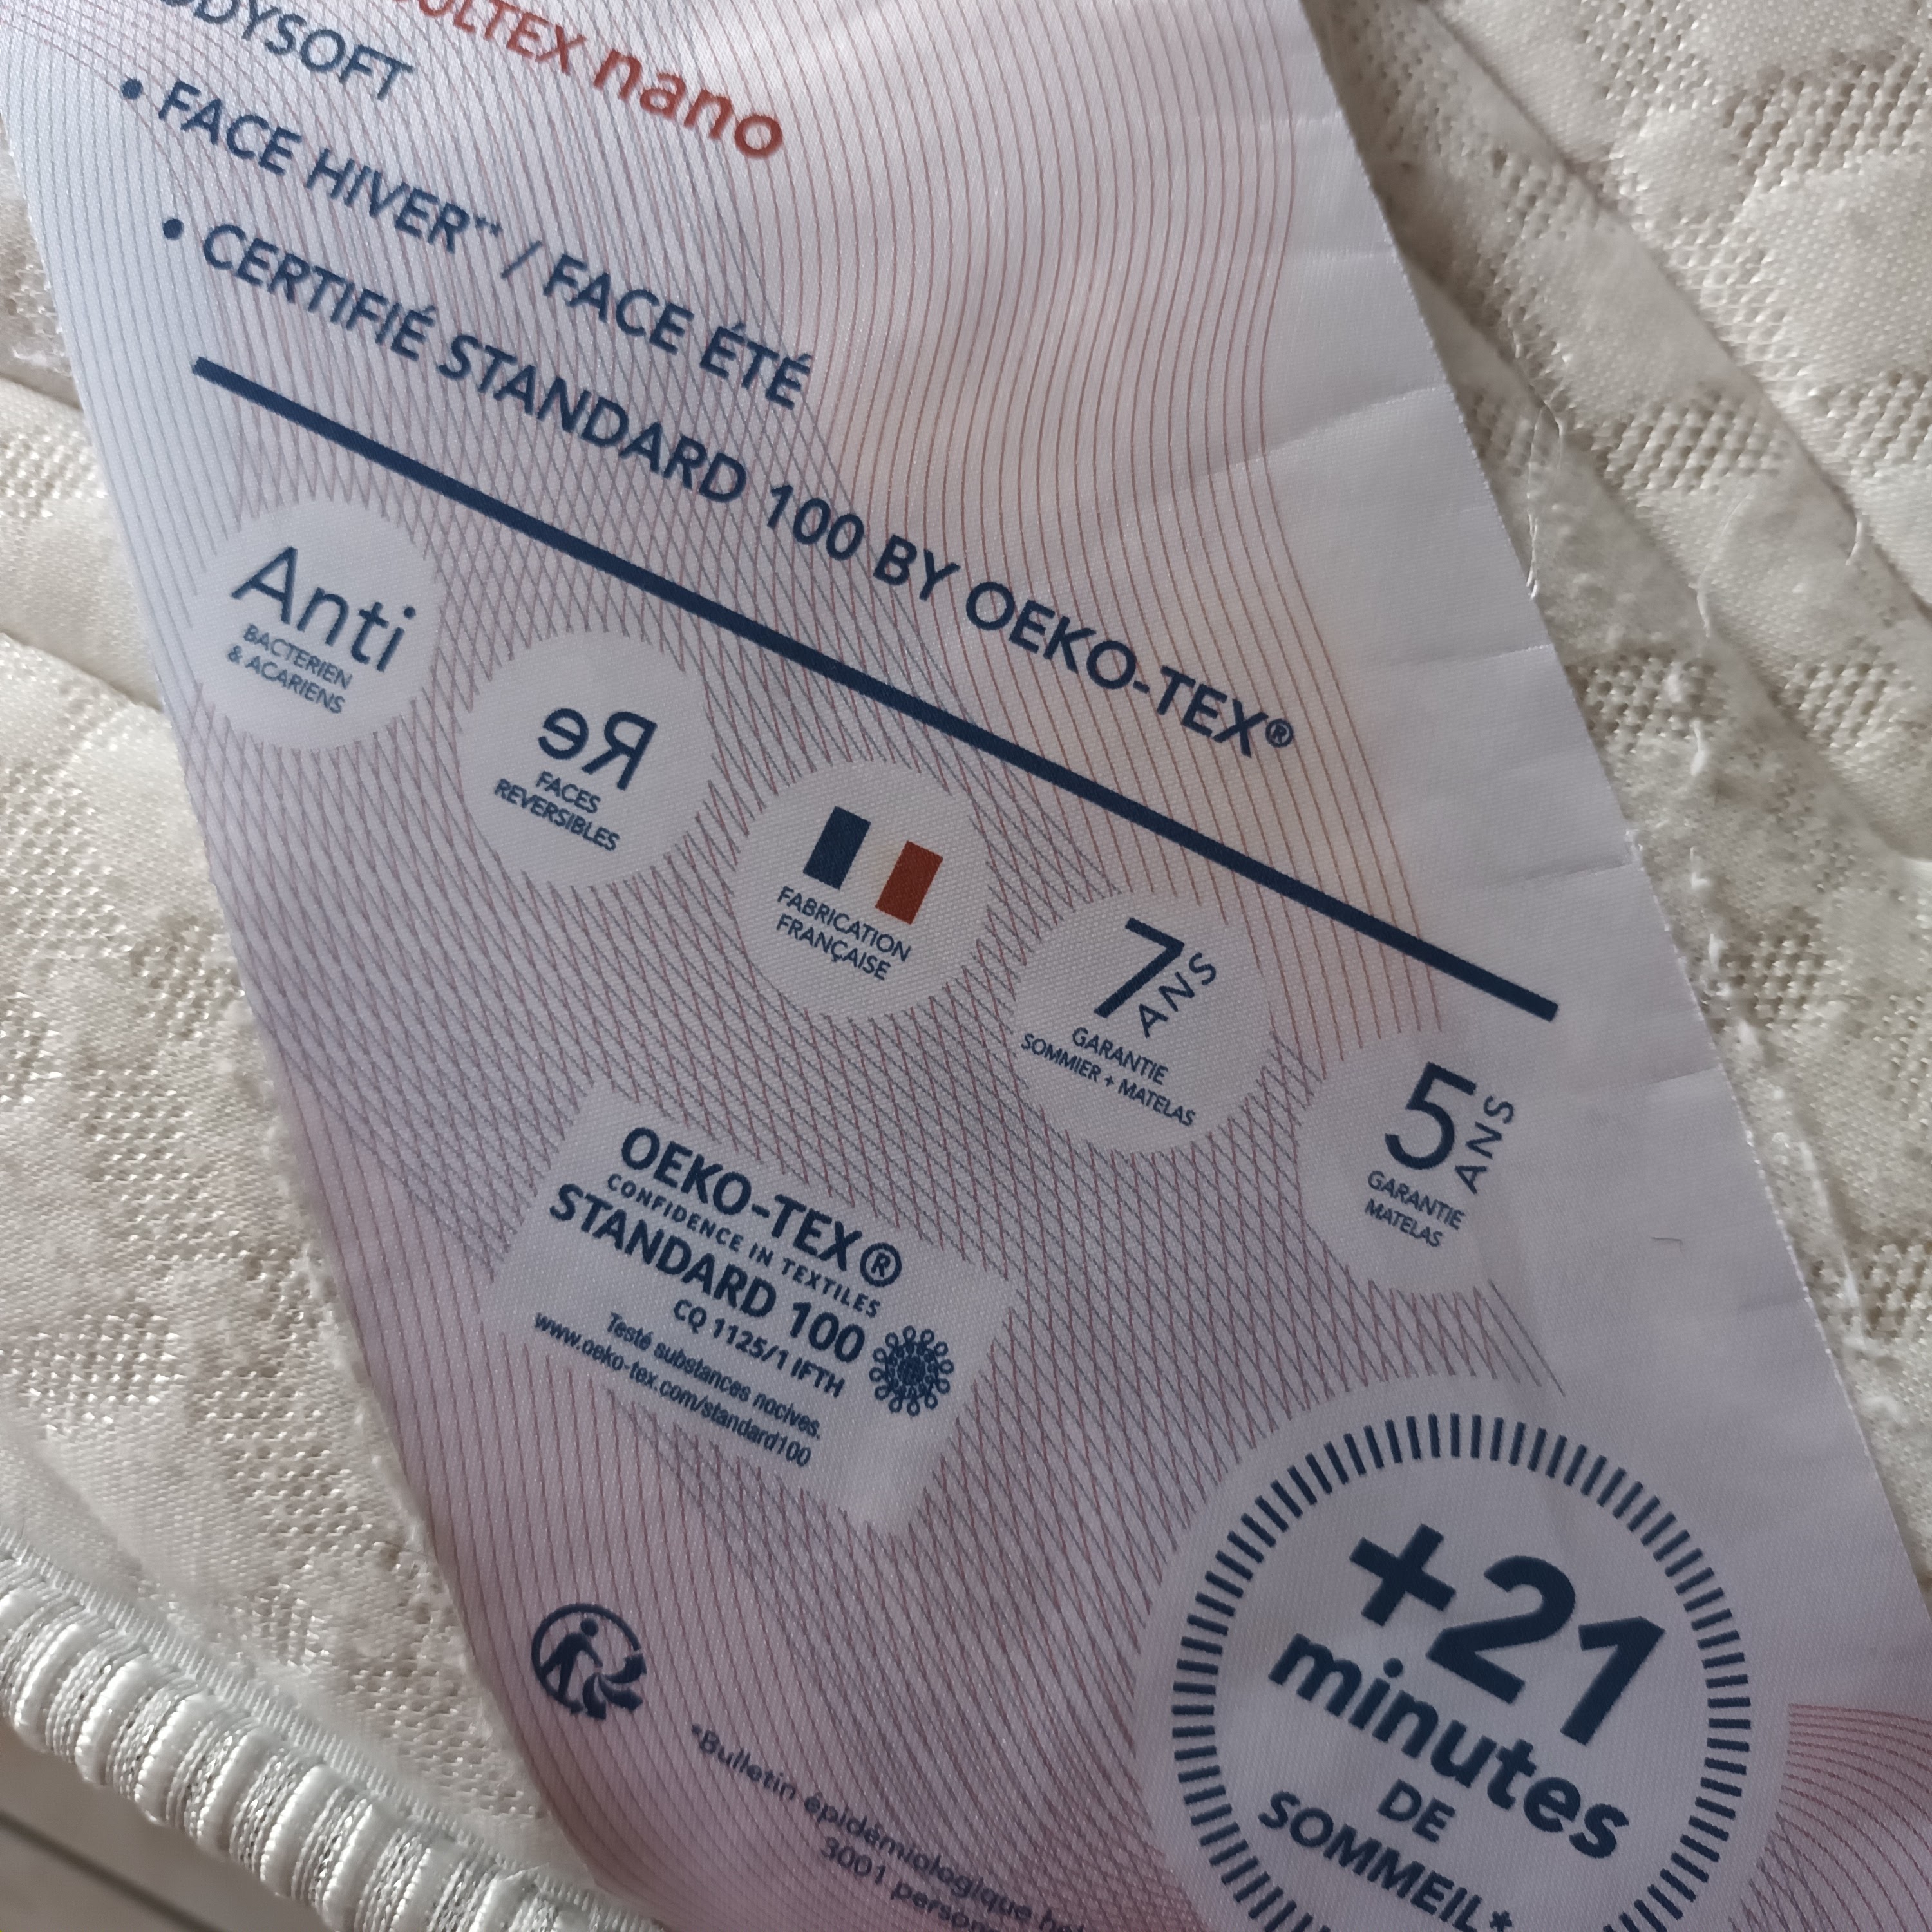 nano
• FACE HIVER*** / FACE ÉTÉ
• CERTIFIÉ STANDARD 100 BY OEKO-TEX®
Anti
BACTERIEN
& ACARIENS
Re
FACES
REVERSIBLES
FABRICATION
FRANÇAISE
7 ANS
GARANTIE
SOMMIER + MATELAS
5 ANS
GARANTIE
MATELAS
OEKO-TEX®
CONFIDENCE IN TEXTILES
STANDARD 100
CQ 1125/1 IFTH
Testé substances nocives.
www.oeko-tex.com/standard100
+21
minutes
DE
SOMMEIL*
*Bulletin épidémiologique
3001